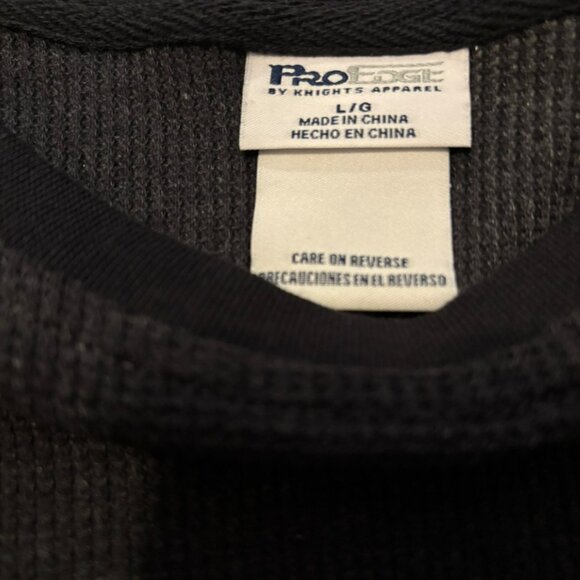 PROEDGE
BY KNIGHTS APPAREL
L/G
MADE IN CHINA
HECHO EN CHINA
CARE ON REVERSE
PRECAUCIONES EN EL REVERSO